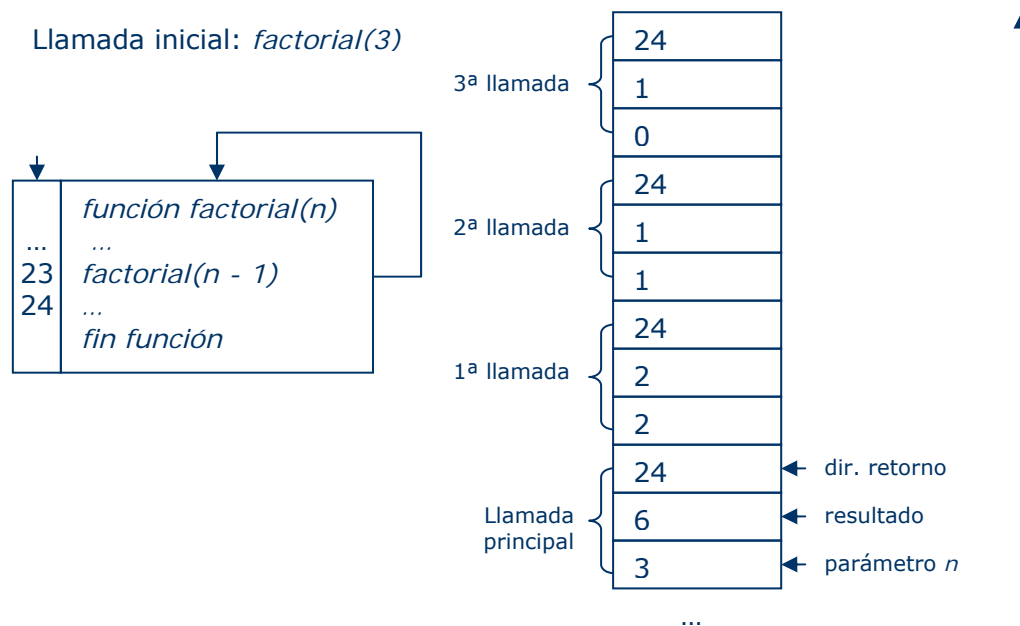 Llamada inicial: factorial(3)
función factorial(n)
... ...
23 factorial(n - 1)
24 ...
fin función
3ª llamada
24
1
0
2ª llamada
24
1
1
1ª llamada
24
2
2
Llamada
principal
24 dir. retorno
6 resultado
3 parámetro n
...